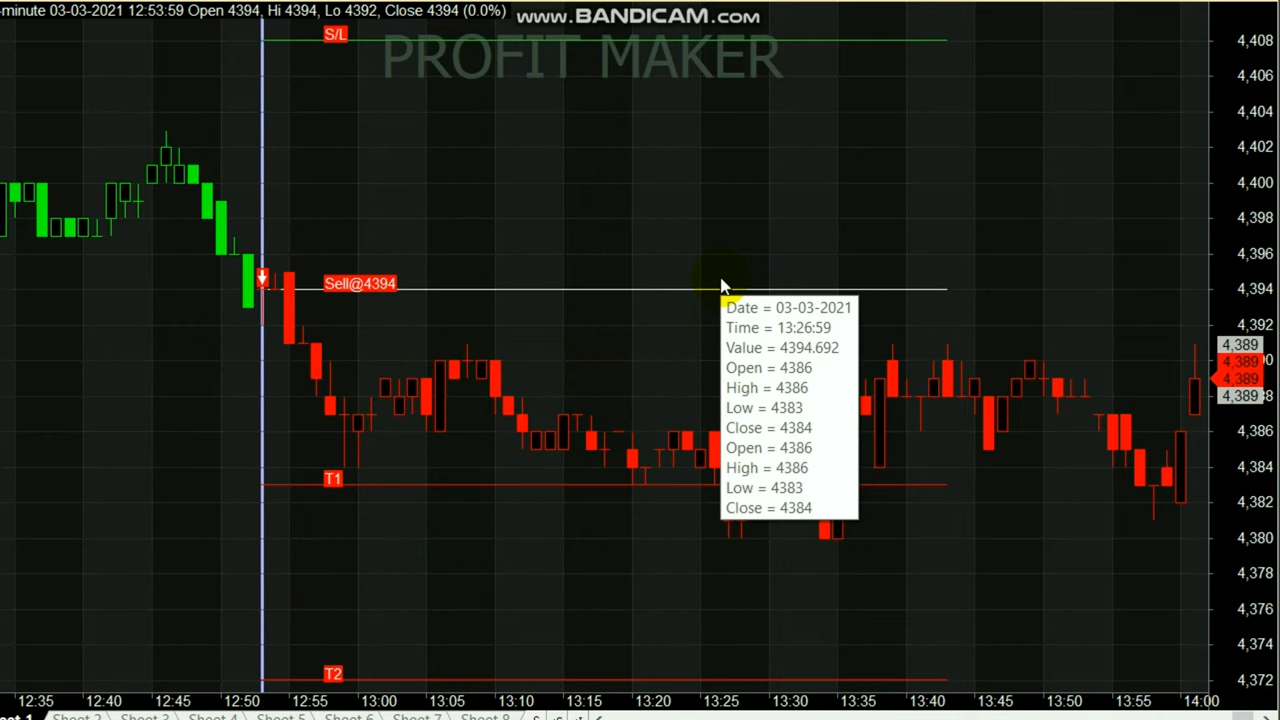 -minute 03-03-2021 12:53:59 Open 4394, Hi 4394, Lo 4392, Close 4394 (0.0%)
www.BANDICAM.com
PROFIT MAKER
S/L
Sell@4394
T1
T2
Date = 03-03-2021
Time = 13:26:59
Value = 4394.692
Open = 4386
High = 4386
Low = 4383
Close = 4384
Open = 4386
High = 4386
Low = 4383
Close = 4384
4,408
4,406
4,404
4,402
4,400
4,398
4,396
4,394
4,392
4,389
4,389
4,389
4,389
4,386
4,384
4,382
4,380
4,378
4,376
4,374
4,372
12:35 12:40 12:45 12:50 12:55 13:00 13:05 13:10 13:15 13:20 13:25 13:30 13:35 13:40 13:45 13:50 13:55 14:00
Sheet 2 Sheet 3 Sheet 4 Sheet 5 Sheet 6 Sheet 7 Sheet 8